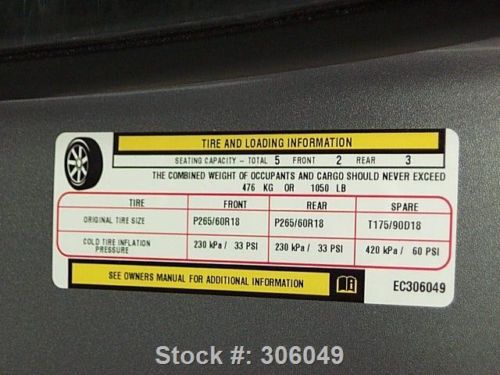 TIRE AND LOADING INFORMATION
SEATING CAPACITY - TOTAL 5 FRONT 2 REAR 3
THE COMBINED WEIGHT OF OCCUPANTS AND CARGO SHOULD NEVER EXCEED
476 KG OR 1050 LB
TIRE FRONT REAR SPARE
ORIGINAL TIRE SIZE P265/60R18 P265/60R18 T175/90D18
COLD TIRE INFLATION PRESSURE 230 kPa / 33 PSI 230 kPa / 33 PSI 420 kPa / 60 PSI
SEE OWNERS MANUAL FOR ADDITIONAL INFORMATION EC306049
Stock #: 306049